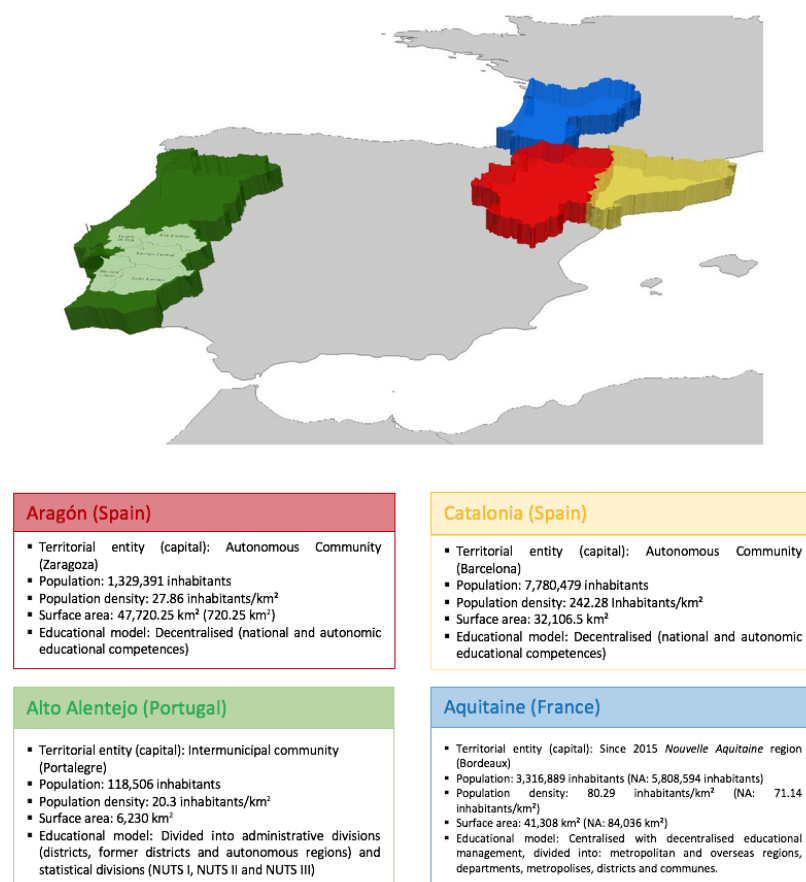 Aragón (Spain)
▪ Territorial entity (capital): Autonomous Community
(Zaragoza)
▪ Population: 1,329,391 inhabitants
▪ Population density: 27.86 inhabitants/km²
▪ Surface area: 47,720.25 km² (720.25 km²)
▪ Educational model: Decentralised (national and autonomic
educational competences)
Catalonia (Spain)
▪ Territorial entity (capital): Autonomous Community
(Barcelona)
▪ Population: 7,780,479 inhabitants
▪ Population density: 242.28 Inhabitants/km²
▪ Surface area: 32,106.5 km²
▪ Educational model: Decentralised (national and autonomic
educational competences)
Alto Alentejo (Portugal)
▪ Territorial entity (capital): Intermunicipal community
(Portalegre)
▪ Population: 118,506 inhabitants
▪ Population density: 20.3 inhabitants/km²
▪ Surface area: 6,230 km²
▪ Educational model: Divided into administrative divisions
(districts, former districts and autonomous regions) and
statistical divisions (NUTS I, NUTS II and NUTS III)
Aquitaine (France)
▪ Territorial entity (capital): Since 2015 Nouvelle Aquitaine region
(Bordeaux)
▪ Population: 3,316,889 inhabitants (NA: 5,808,594 inhabitants)
▪ Population density: 80.29 inhabitants/km² (NA: 71.14
inhabitants/km²)
▪ Surface area: 41,308 km² (NA: 84,036 km²)
▪ Educational model: Centralised with decentralised educational
management, divided into: metropolitan and overseas regions,
departments, metropolises, districts and communes.